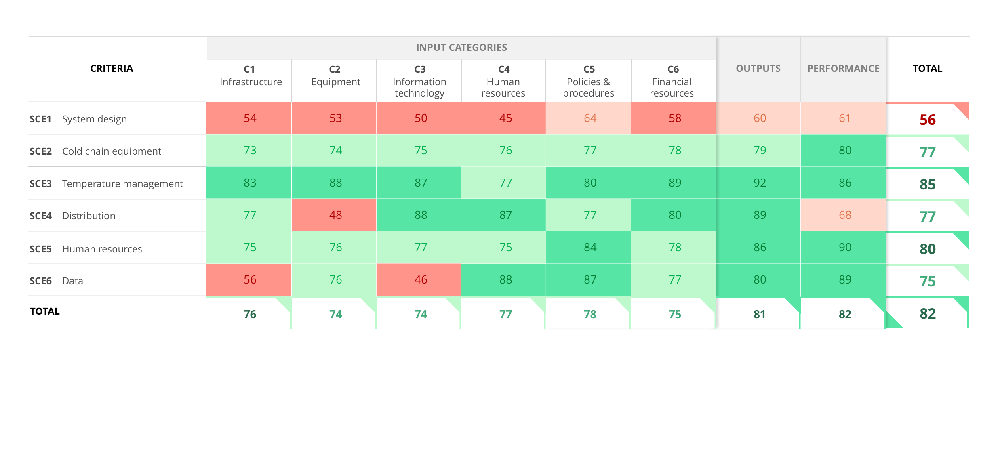 INPUT CATEGORIES
CRITERIA OUTPUTS PERFORMANCE TOTAL
C1 C2 C3 C4 C5 C6
Infrastructure Equipment Information Human Policies & Financial
technology resources procedures resources
SCE1 System design 54 53 50 45 64 58 60 61 56
SCE2 Cold chain equipment 73 74 75 76 77 78 79 80 77
SCE3 Temperature management 83 88 87 77 80 89 92 86 85
SCE4 Distribution 77 48 88 87 77 80 89 68 77
SCE5 Human resources 75 76 77 75 84 78 86 90 80
SCE6 Data 56 76 46 88 87 77 80 89 75
TOTAL 76 74 74 77 78 75 81 82 82